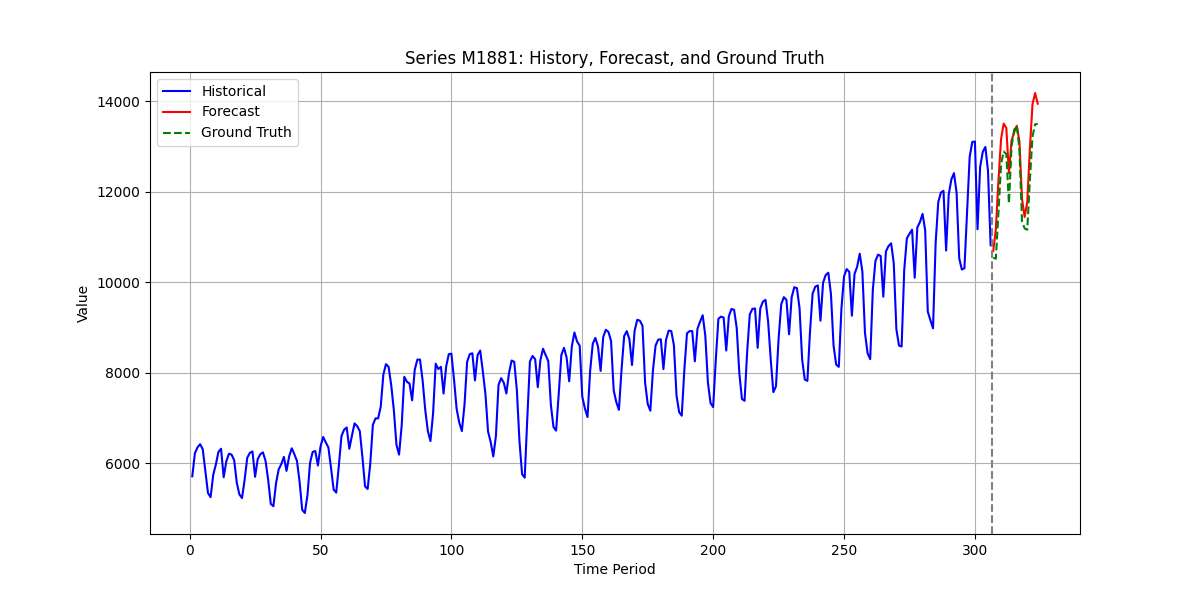 Series M1881: History, Forecast, and Ground Truth
Historical
Forecast
Ground Truth
14000
12000
10000
8000
6000
Value
0 50 100 150 200 250 300
Time Period